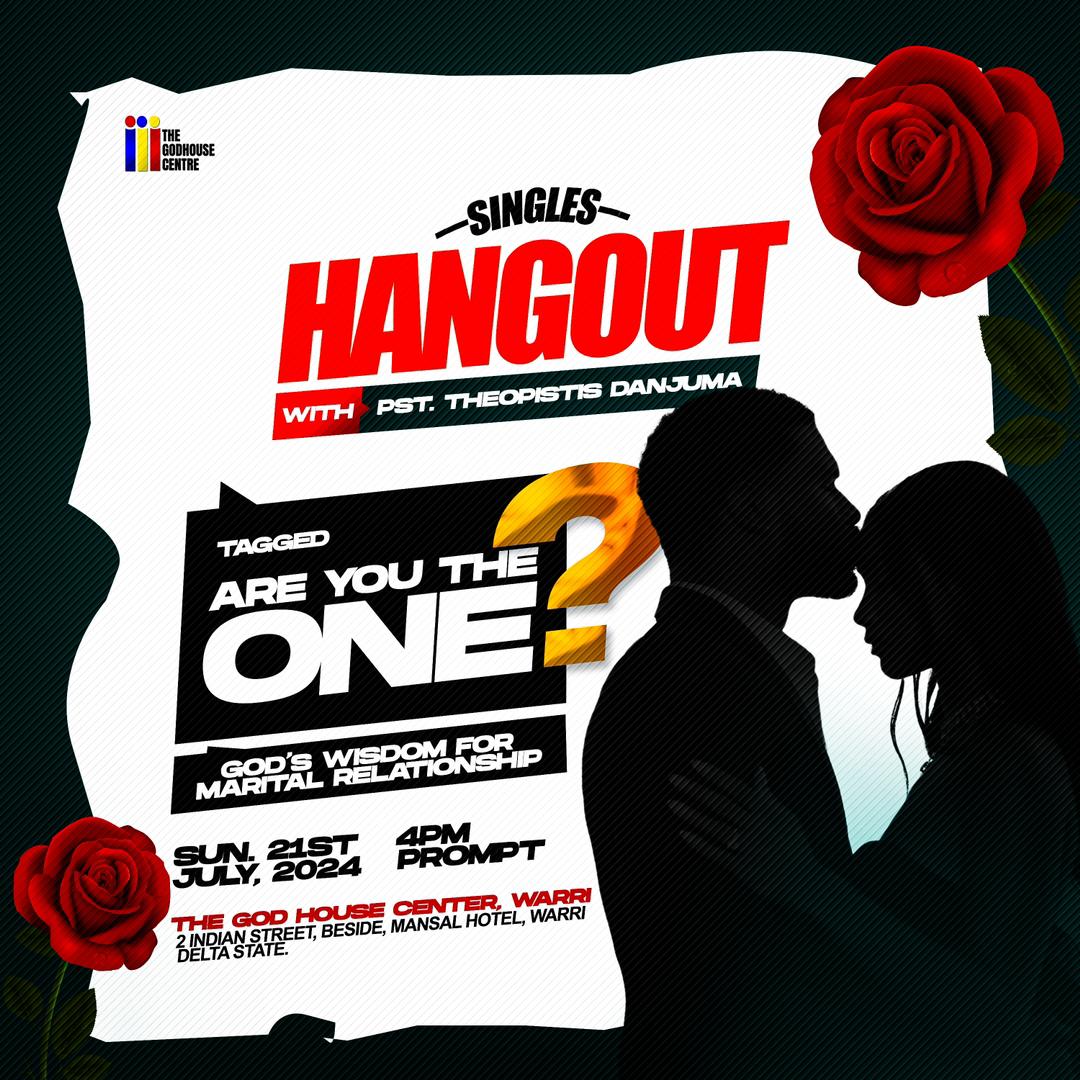 THE
GODHOUSE
CENTRE
SINGLES
HANGOUT
WITH PST. THEOPISTIS DANJUMA
TAGGED
ARE YOU THE
ONE?
GOD'S WISDOM FOR
MARITAL RELATIONSHIP
SUN. 21ST
JULY, 2024
4PM
PROMPT
THE GOD HOUSE CENTER, WARRI
2 INDIAN STREET, BESIDE, MANSAL HOTEL, WARRI
DELTA STATE.